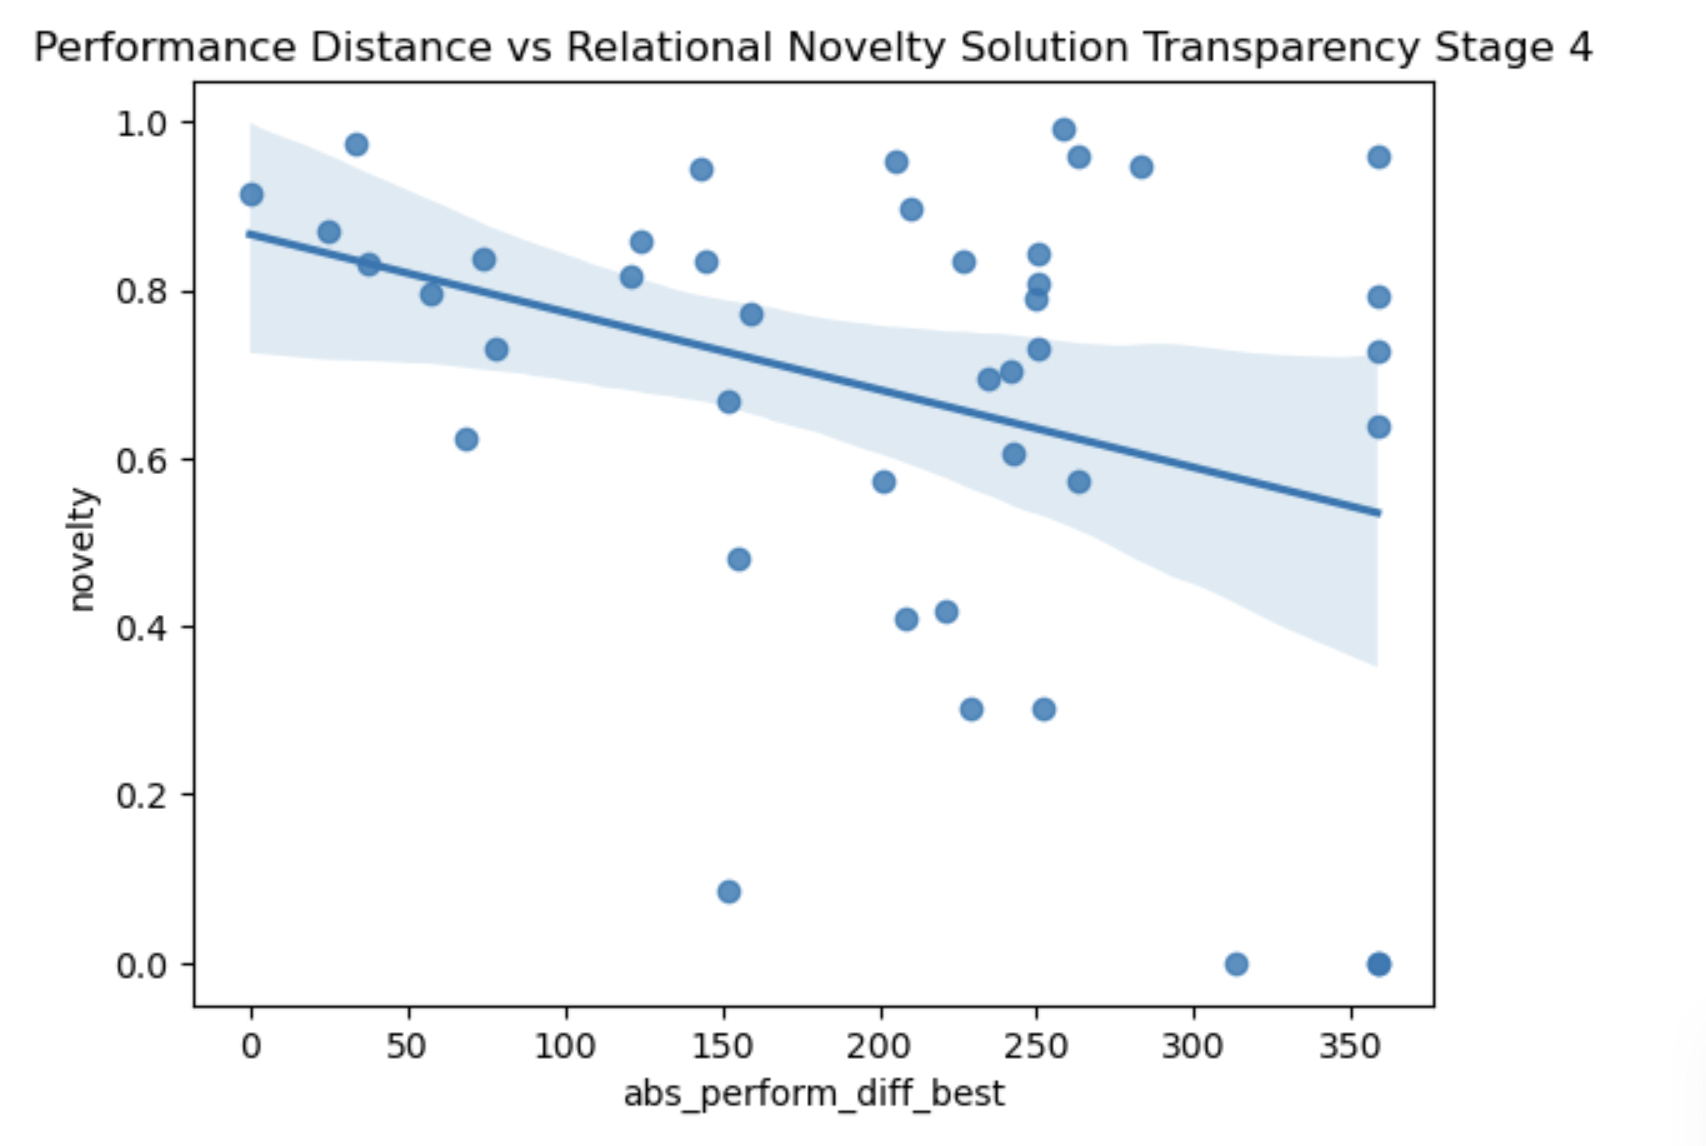 Performance Distance vs Relational Novelty Solution Transparency Stage 4
1.0
0.8
0.6
0.4
0.2
0.0
novelty
0 50 100 150 200 250 300 350
abs_perform_diff_best